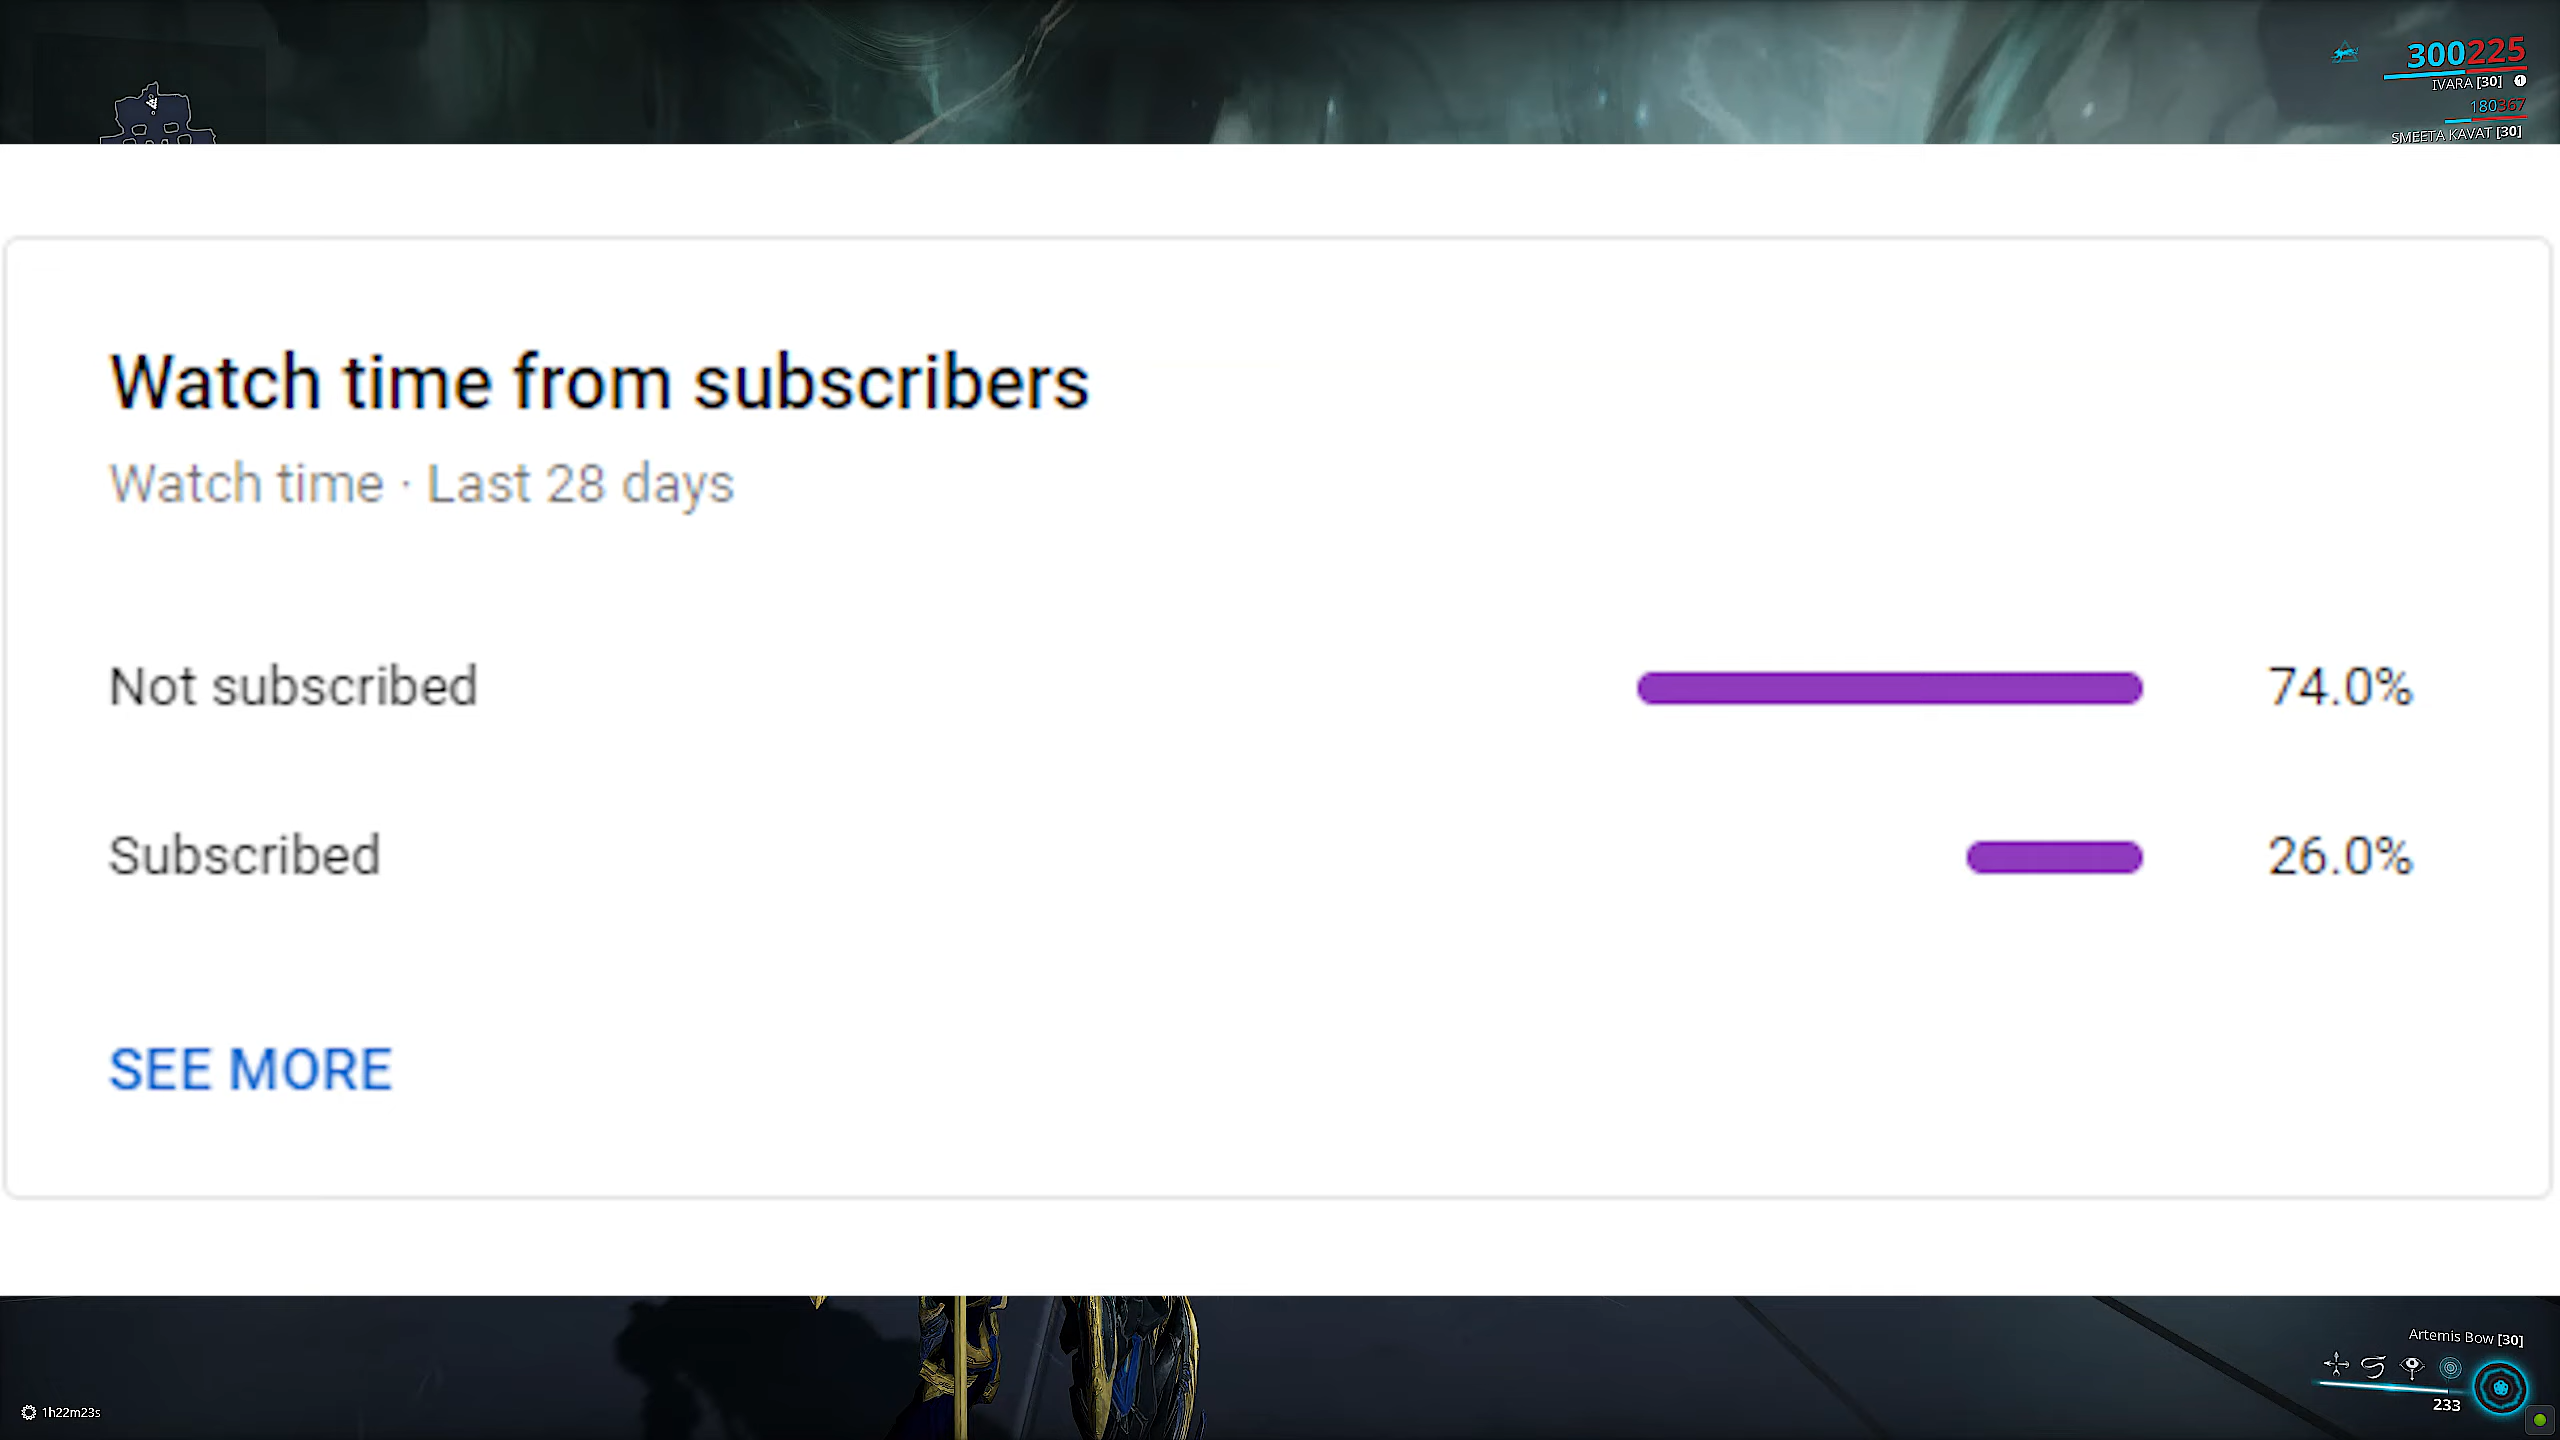 300225
IVARA [30] 1
180367
SMEETA KAVAT [30]
Watch time from subscribers
Watch time · Last 28 days
Not subscribed 74.0%
Subscribed 26.0%
SEE MORE
Artemis Bow [30]
233
1h22m23s